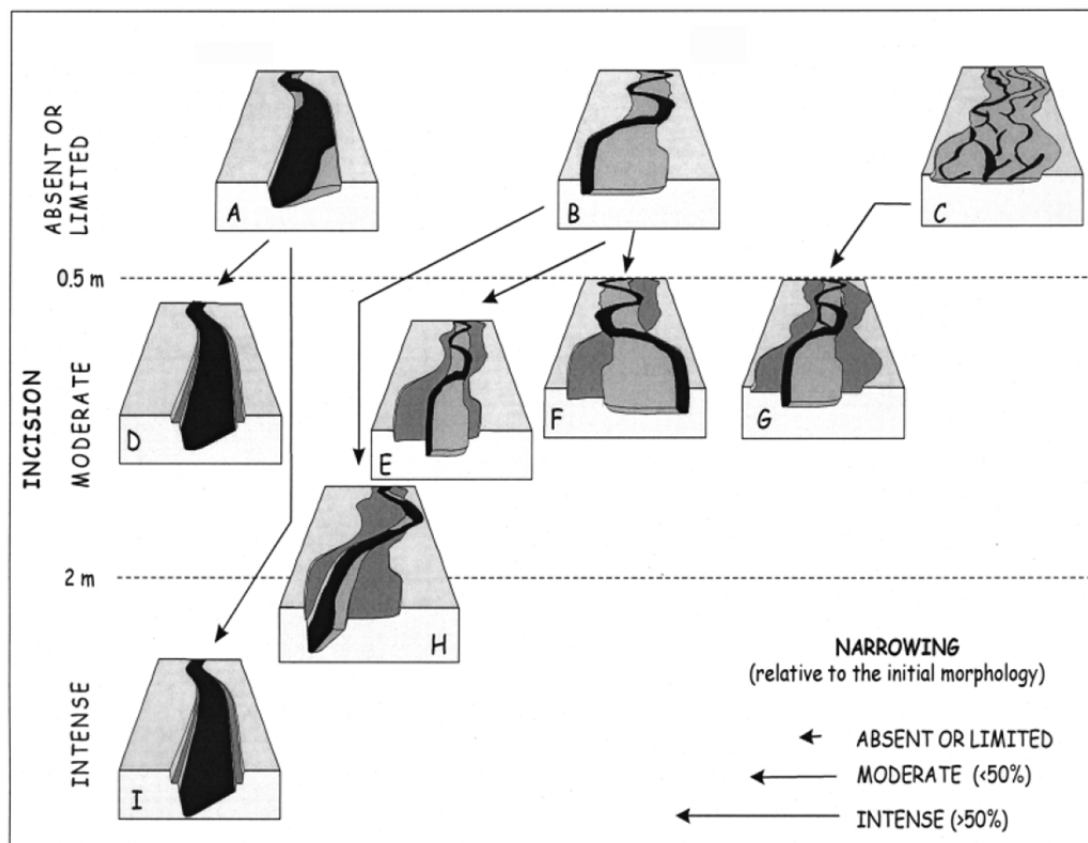 ABSENT OR
LIMITED
A
B
C
0.5 m
INCISION
MODERATE
D
E
F
G
2 m
H
INTENSE
I
NARROWING
(relative to the initial morphology)
ABSENT OR LIMITED
MODERATE (<50%)
INTENSE (>50%)